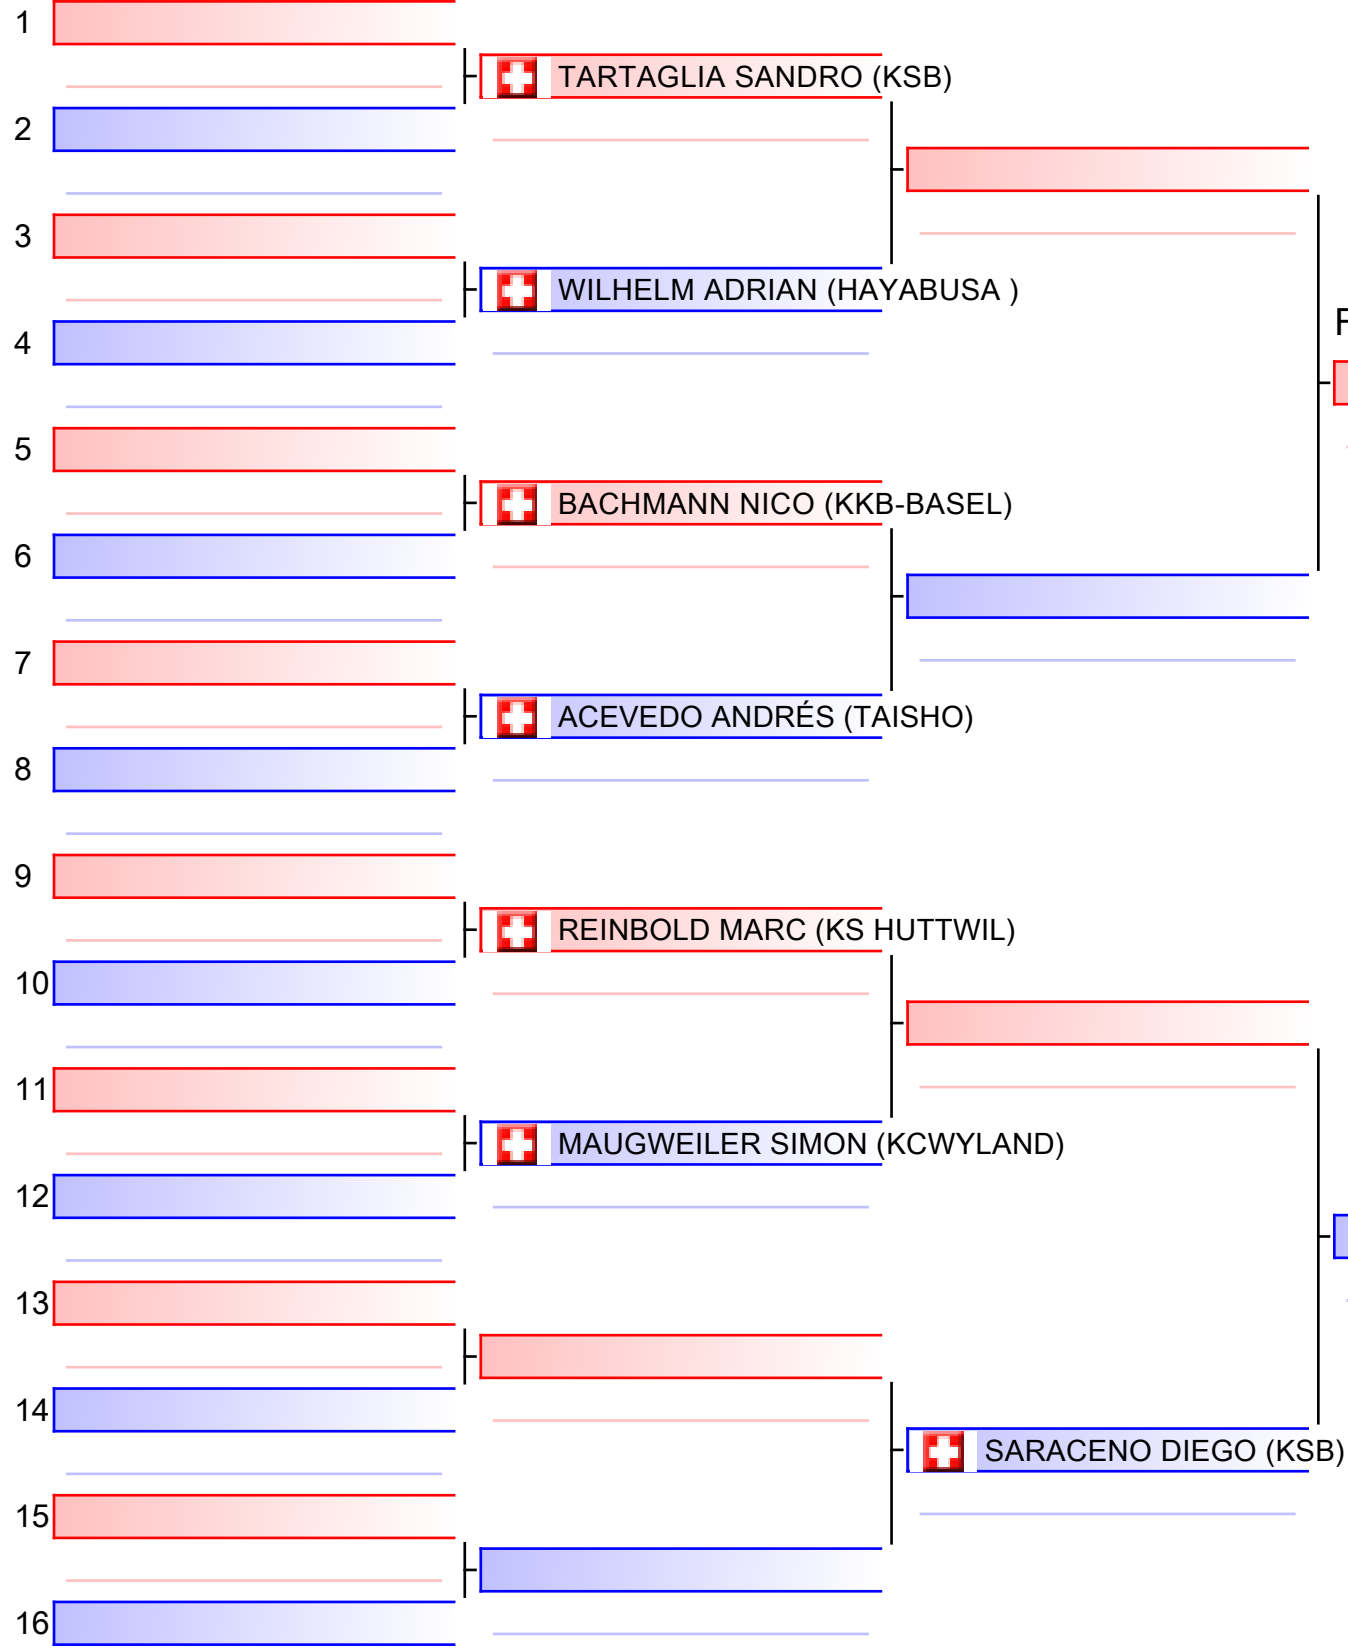 1
TARTAGLIA SANDRO (KSB)
2
3
WILHELM ADRIAN (HAYABUSA )
4
F
5
BACHMANN NICO (KKB-BASEL)
6
7
ACEVEDO ANDRÉS (TAISHO)
8
9
REINBOLD MARC (KS HUTTWIL)
10
11
MAUGWEILER SIMON (KCWYLAND)
12
13
14
SARACENO DIEGO (KSB)
15
16